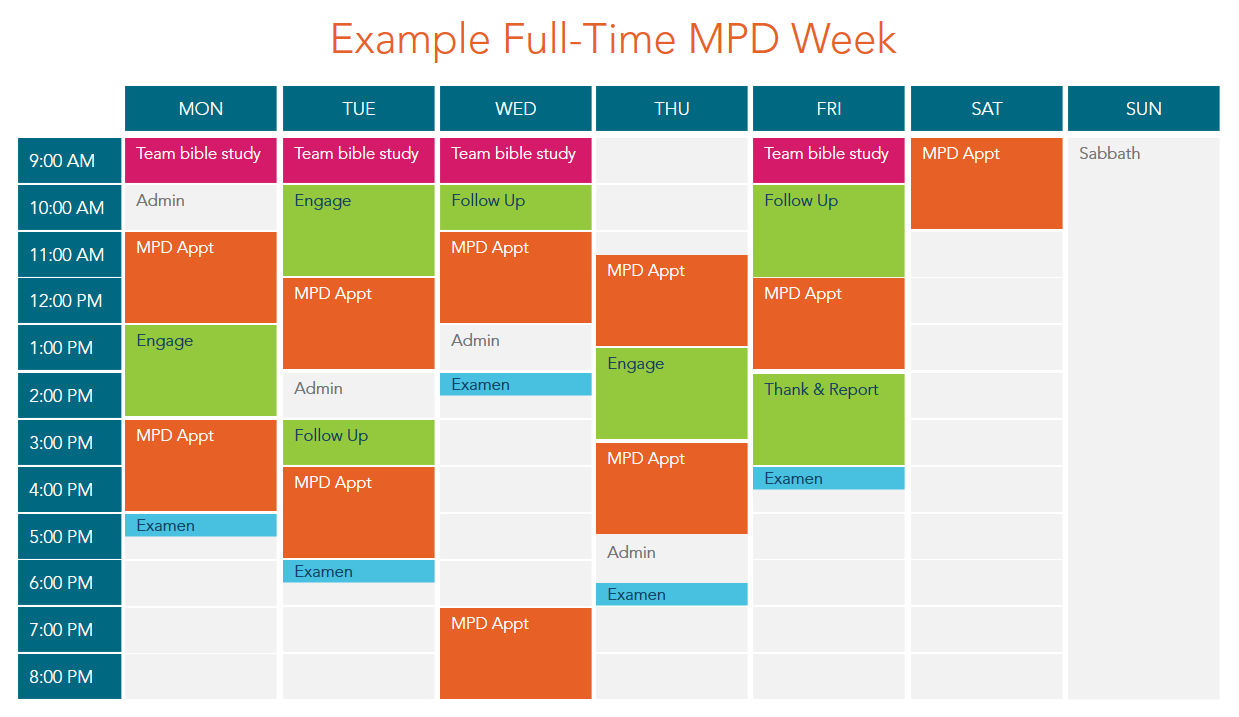 Example Full-Time MPD Week
MON TUE WED THU FRI SAT SUN
9:00 AM Team bible study Team bible study Team bible study Team bible study MPD Appt Sabbath
10:00 AM Admin Engage Follow Up Follow Up
11:00 AM MPD Appt MPD Appt
MPD Appt
12:00 PM MPD Appt MPD Appt
1:00 PM Engage Admin
Engage
2:00 PM Admin Examen Thank & Report
3:00 PM MPD Appt Follow Up
MPD Appt
4:00 PM MPD Appt Examen
5:00 PM Examen
Admin
6:00 PM Examen
Examen
7:00 PM MPD Appt
8:00 PM